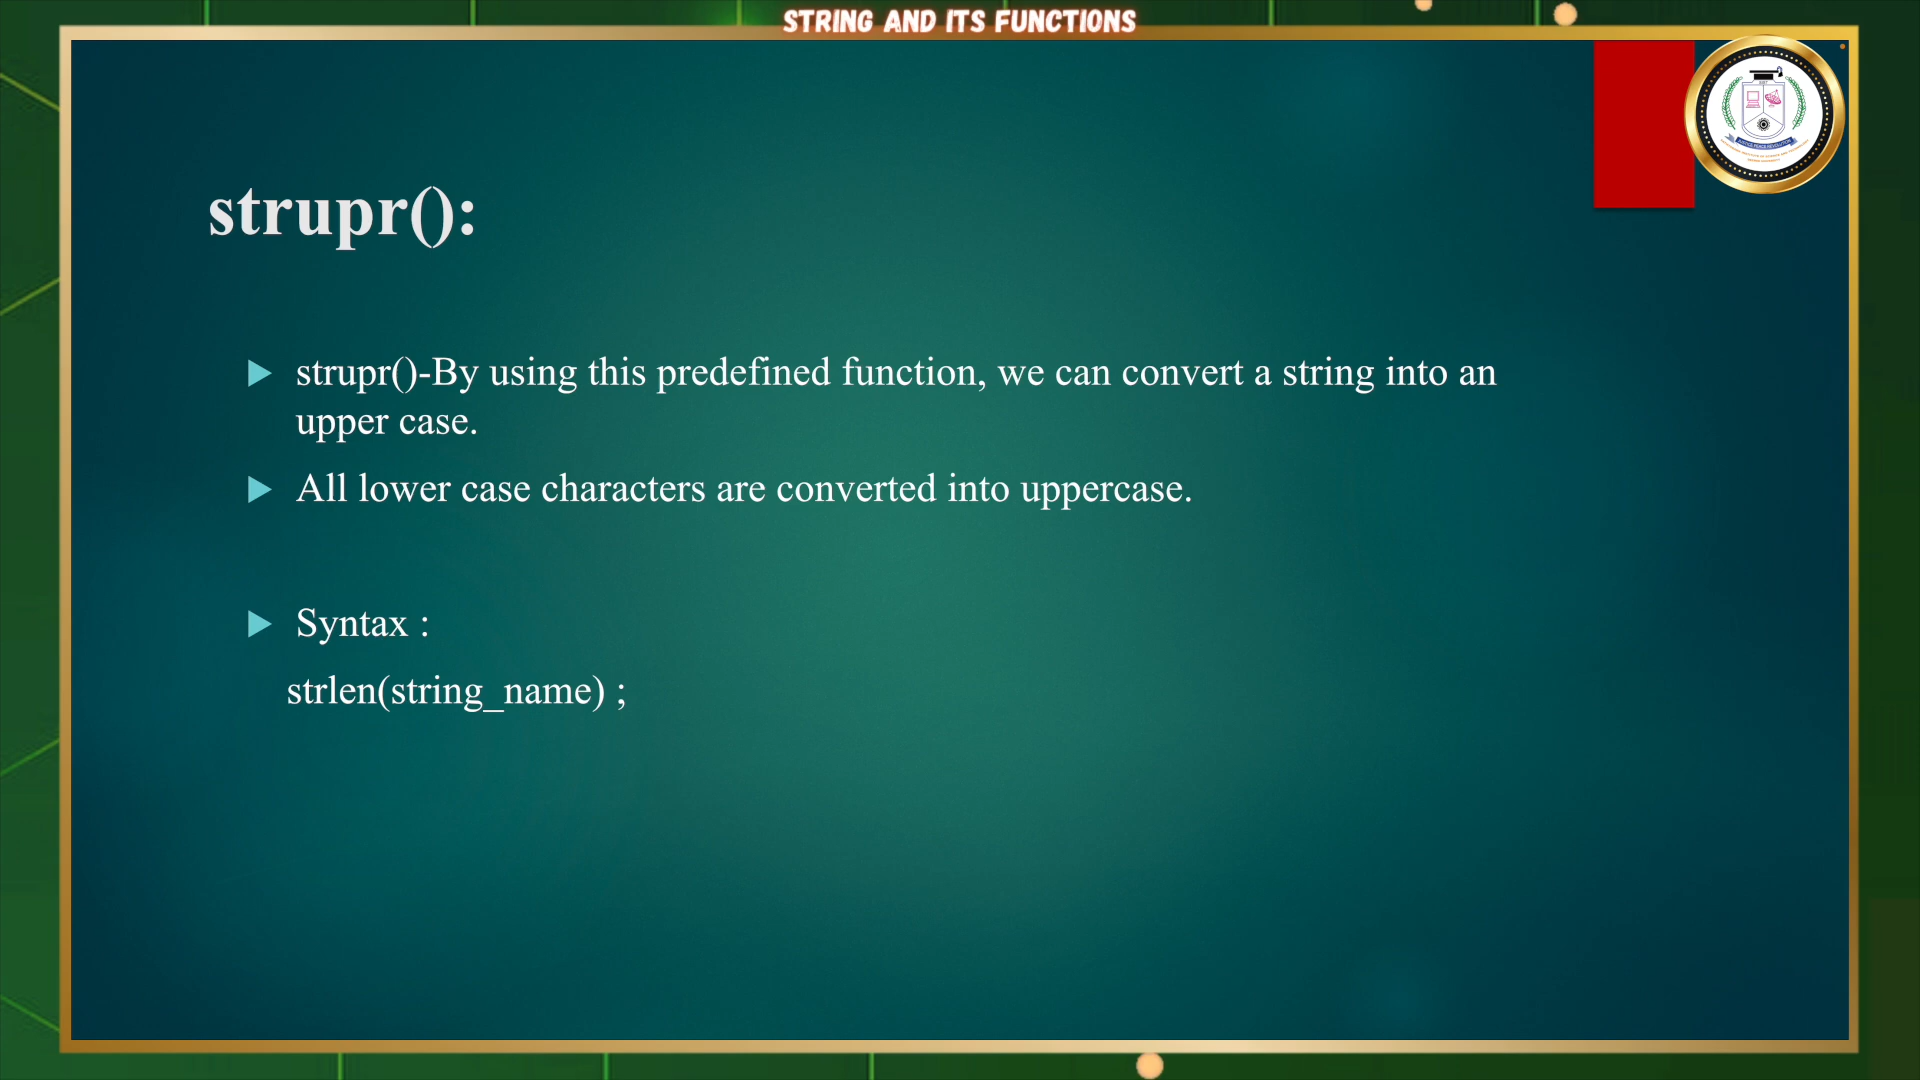 STRING AND ITS FUNCTIONS
strupr():
strupr()-By using this predefined function, we can convert a string into an
upper case.
All lower case characters are converted into uppercase.
Syntax :
strlen(string_name) ;